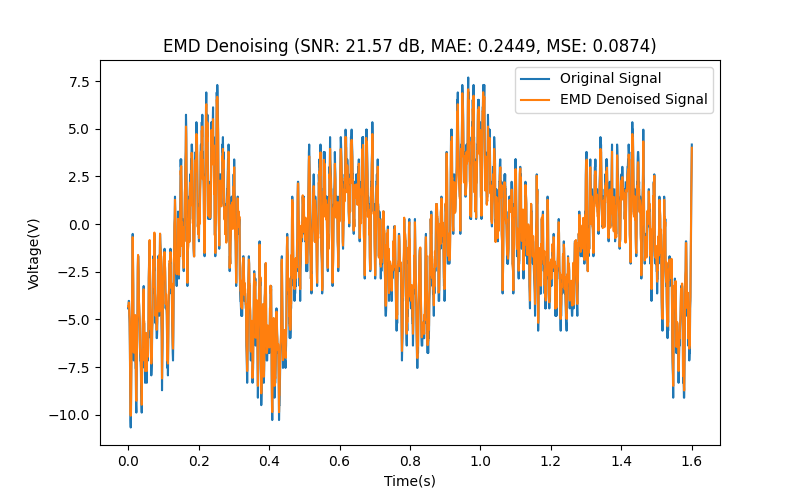 EMD Denoising (SNR: 21.57 dB, MAE: 0.2449, MSE: 0.0874)
Original Signal
EMD Denoised Signal
7.5
5.0
2.5
0.0
−2.5
−5.0
−7.5
−10.0
Voltage(V)
0.0 0.2 0.4 0.6 0.8 1.0 1.2 1.4 1.6
Time(s)